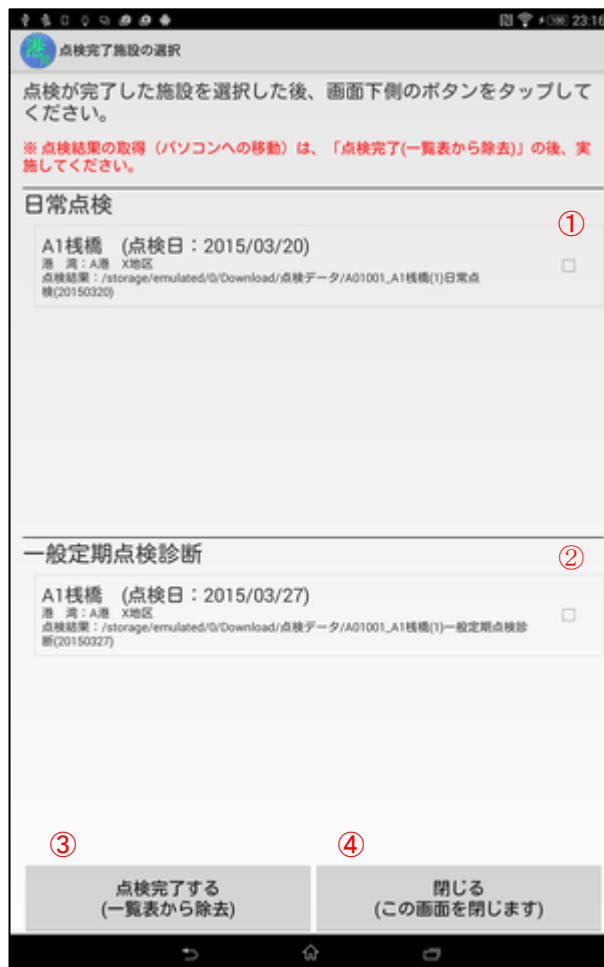 100 23:16
点検完了施設の選択
点検が完了した施設を選択した後、画面下側のボタンをタップして
ください。
※ 点検結果の取得（パソコンへの移動）は、「点検完了(一覧表から除去)」の後、実
施してください。
日常点検
①
A1桟橋 (点検日：2015/03/20)
港 湾：A港 X地区
点検結果：/storage/emulated/0/Download/点検データ/A01001_A1桟橋(1)日常点
検(20150320)
一般定期点検診断
②
A1桟橋 (点検日：2015/03/27)
港 湾：A港 X地区
点検結果：/storage/emulated/0/Download/点検データ/A01001_A1桟橋(1)一般定期点検診
断(20150327)
③
④
点検完了する
(一覧表から除去)
閉じる
(この画面を閉じます)